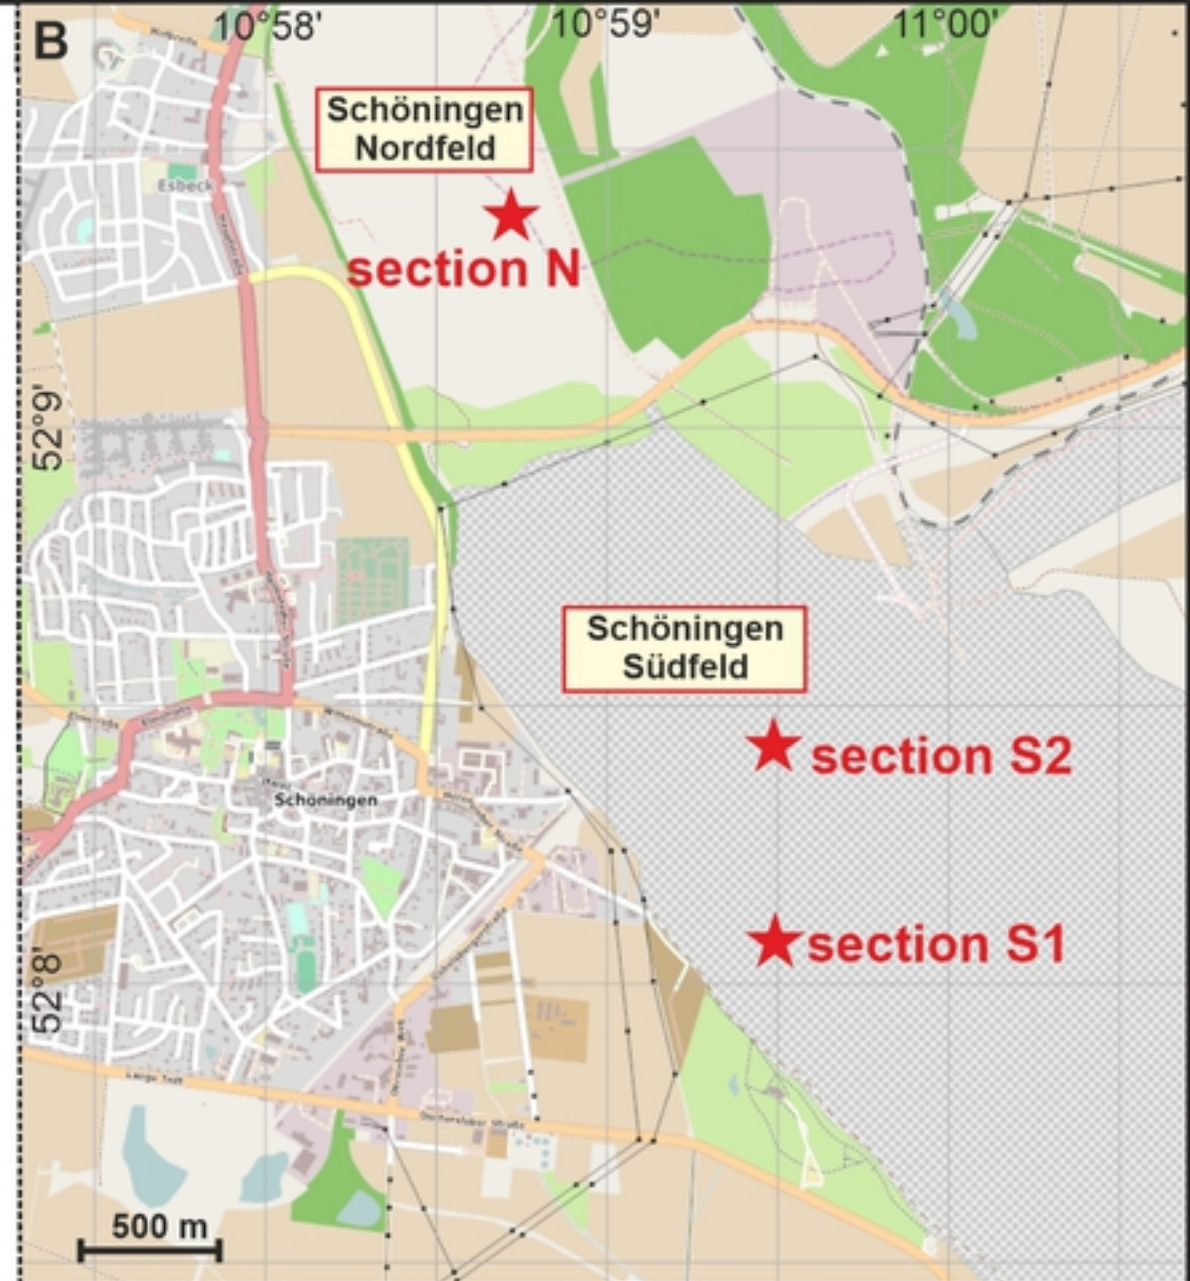 B
10°58'
10°59'
11°00'
Schöningen
Nordfeld
Esbeck
section N
52°9'
Schöningen
Südfeld
section S2
Schöningen
section S1
52°8'
500 m